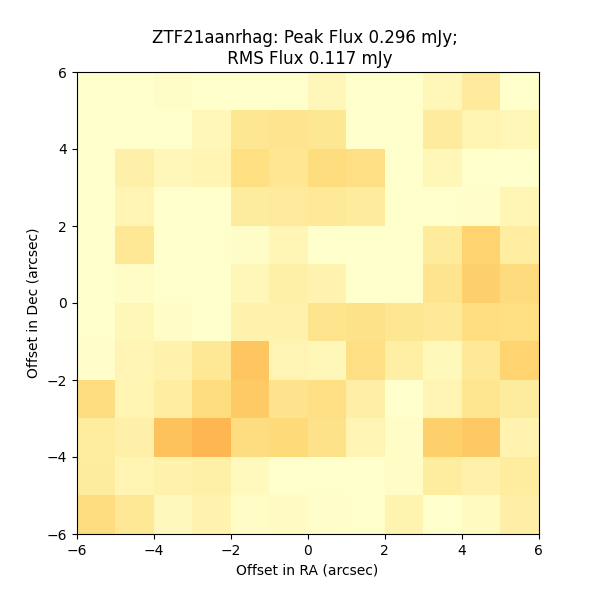 ZTF21aanrhag: Peak Flux 0.296 mJy;
RMS Flux 0.117 mJy
6
4
2
0
−2
−4
−6
Offset in Dec (arcsec)
−6 −4 −2 0 2 4 6
Offset in RA (arcsec)